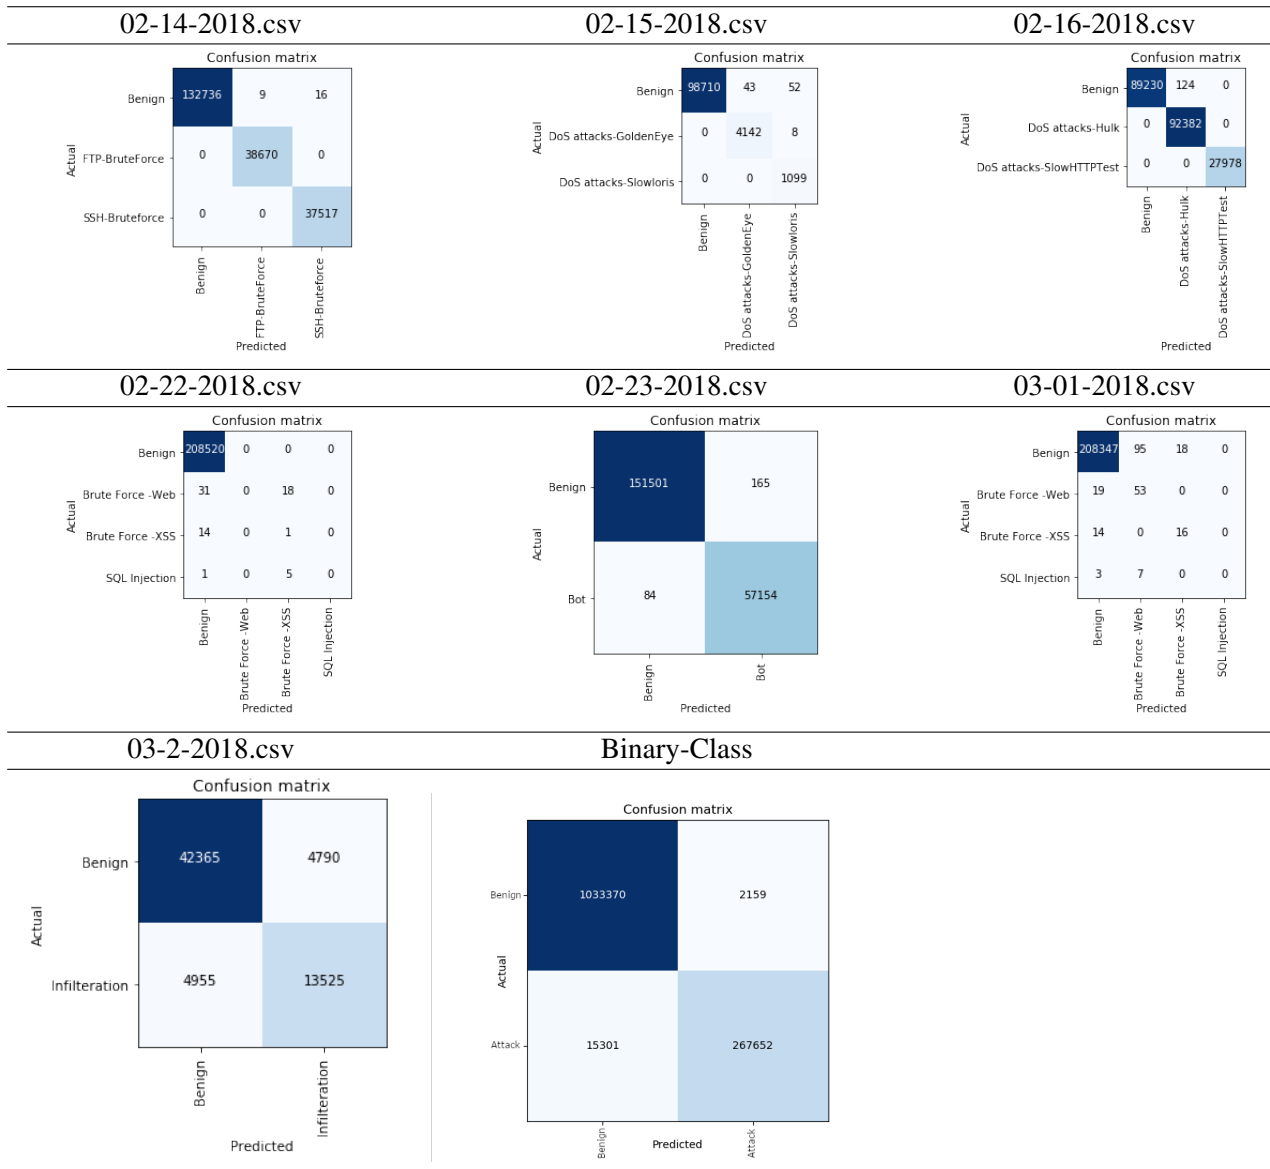 02-14-2018.csv 02-15-2018.csv 02-16-2018.csv
Confusion matrix
Actual
Benign 132736 9 16
FTP-BruteForce 0 38670 0
SSH-Bruteforce 0 0 37517
Benign FTP-BruteForce SSH-Bruteforce
Predicted
Confusion matrix
Actual
Benign 98710 43 52
DoS attacks-GoldenEye 0 4142 8
DoS attacks-Slowloris 0 0 1099
Benign DoS attacks-GoldenEye DoS attacks-Slowloris
Predicted
Confusion matrix
Actual
Benign 89230 124 0
DoS attacks-Hulk 0 92382 0
DoS attacks-SlowHTTPTest 0 0 27978
Benign DoS attacks-Hulk DoS attacks-SlowHTTPTest
Predicted
02-22-2018.csv 02-23-2018.csv 03-01-2018.csv
Confusion matrix
Actual
Benign 208520 0 0 0
Brute Force -Web 31 0 18 0
Brute Force -XSS 14 0 1 0
SQL Injection 1 0 5 0
Benign Brute Force -Web Brute Force -XSS SQL Injection
Predicted
Confusion matrix
Actual
Benign 151501 165
Bot 84 57154
Benign Bot
Predicted
Confusion matrix
Actual
Benign 208347 95 18 0
Brute Force -Web 19 53 0 0
Brute Force -XSS 14 0 16 0
SQL Injection 3 7 0 0
Benign Brute Force -Web Brute Force -XSS SQL Injection
Predicted
03-2-2018.csv Binary-Class
Confusion matrix
Actual
Benign 42365 4790
Infilteration 4955 13525
Benign Infilteration
Predicted
Confusion matrix
Actual
Benign 1033370 2159
Attack 15301 267652
Benign Attack
Predicted